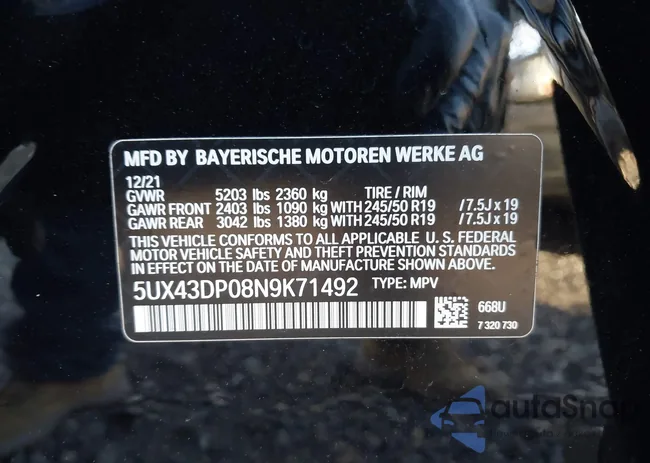 MFD BY BAYERISCHE MOTOREN WERKE AG
12/21
GVWR 5203 lbs 2360 kg TIRE / RIM
GAWR FRONT 2403 lbs 1090 kg WITH 245/50 R19 /7.5J x 19
GAWR REAR 3042 lbs 1380 kg WITH 245/50 R19 /7.5J x 19
THIS VEHICLE CONFORMS TO ALL APPLICABLE U. S. FEDERAL
MOTOR VEHICLE SAFETY AND THEFT PREVENTION STANDARDS
IN EFFECT ON THE DATE OF MANUFACTURE SHOWN ABOVE.
5UX43DP08N9K71492 TYPE: MPV
668U
7 320 730